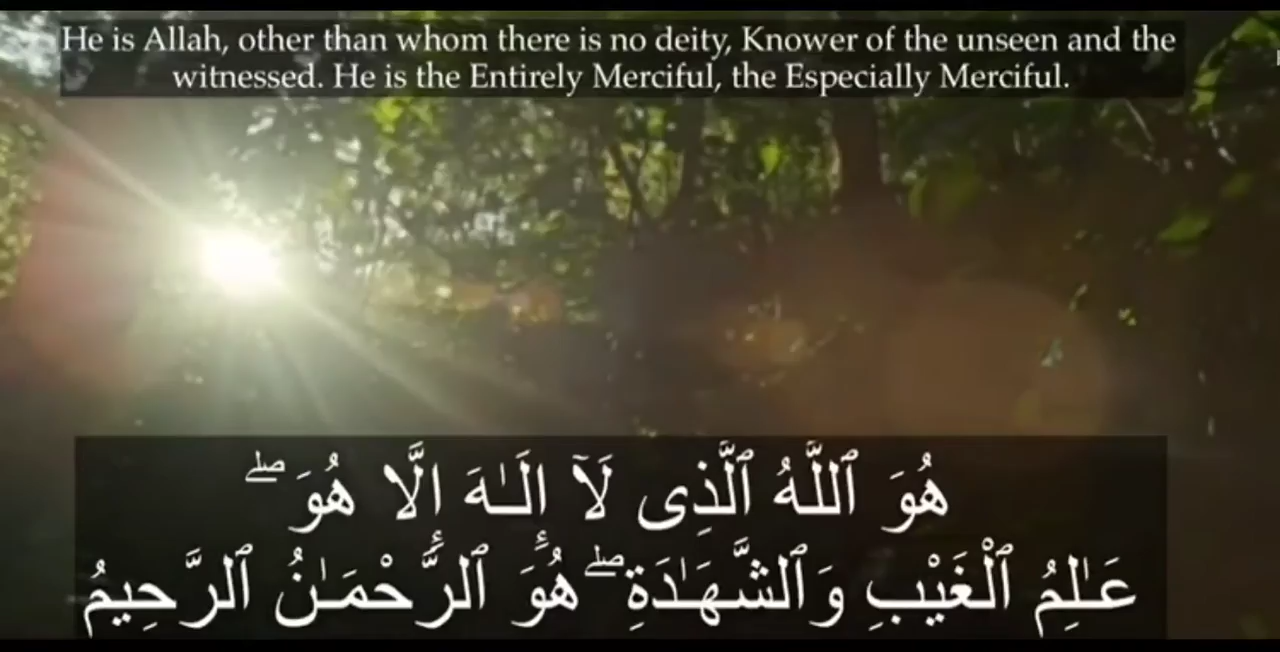 He is Allah, other than whom there is no deity, Knower of the unseen and the
witnessed. He is the Entirely Merciful, the Especially Merciful.
هُوَ ٱللَّهُ ٱلَّذِى لَآ إِلَـٰهَ إِلَّا هُوَ ۖ
عَـٰلِمُ ٱلْغَيْبِ وَٱلشَّهَـٰدَةِ ۖ هُوَ ٱلرَّحْمَـٰنُ ٱلرَّحِيمُ